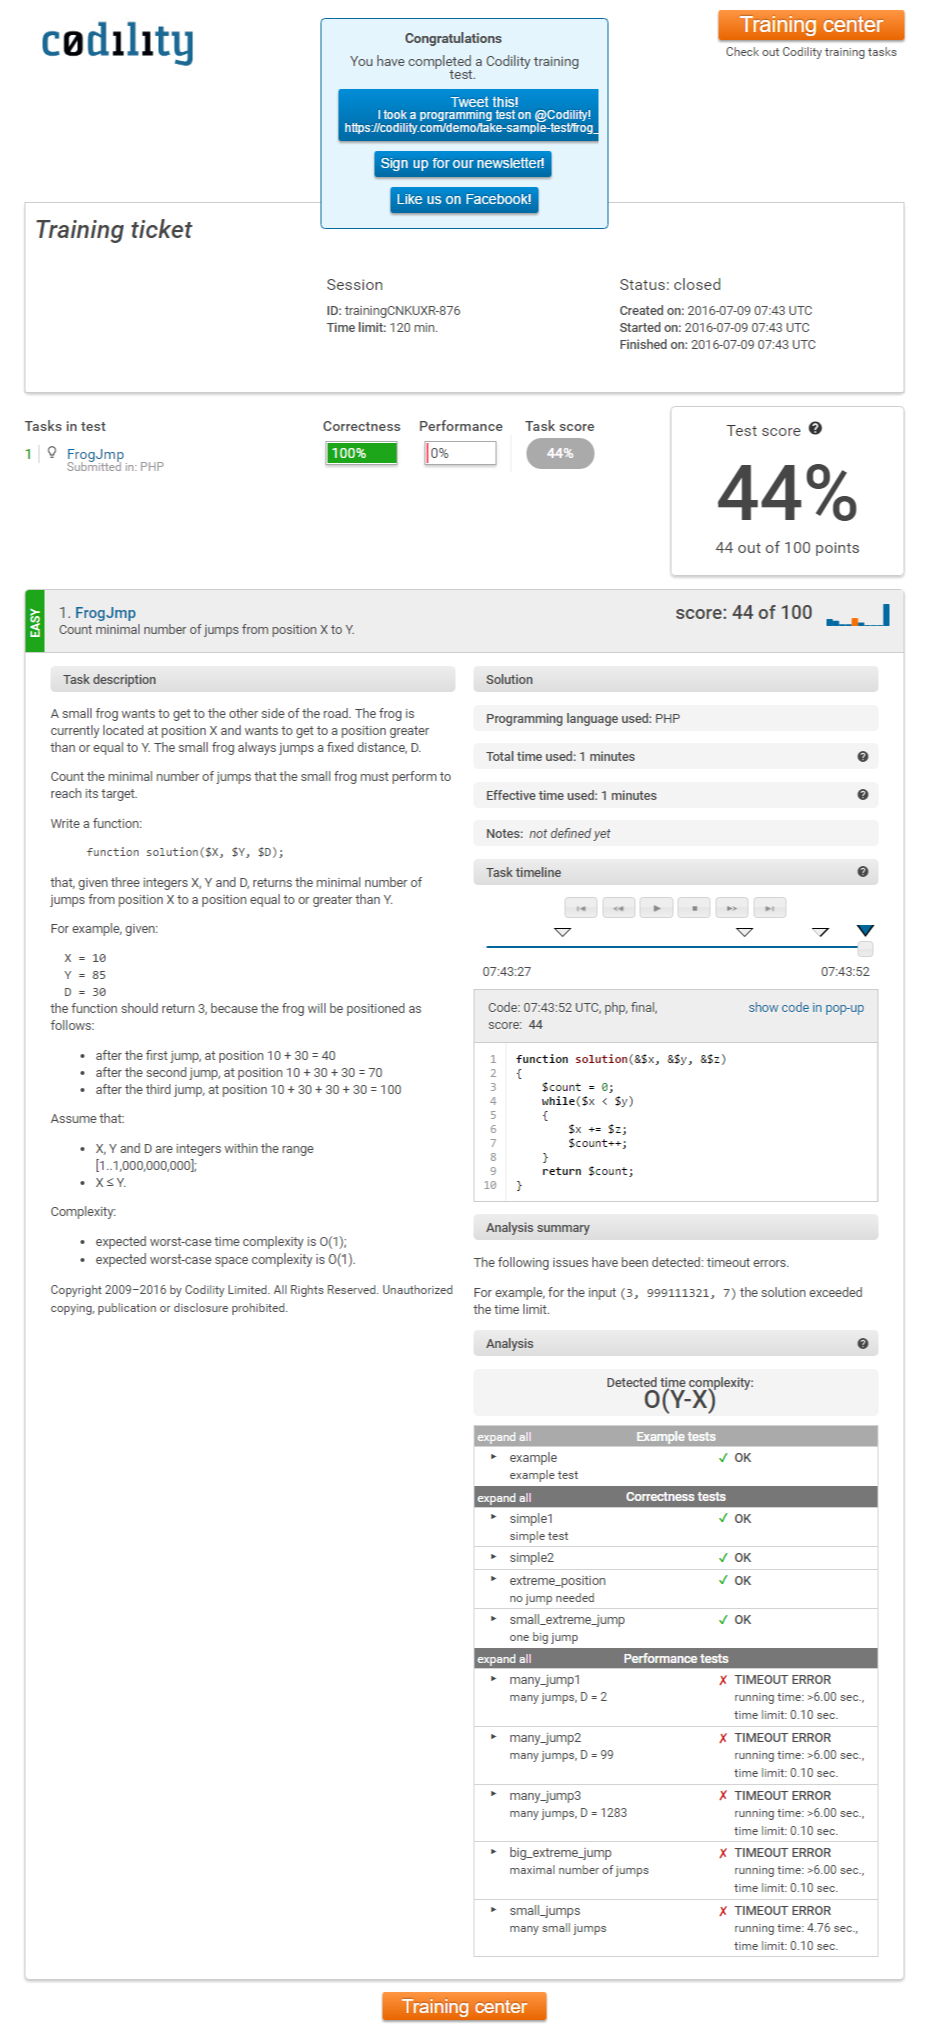 codility
Congratulations
You have completed a Codility training
test.
Tweet this!
I took a programming test on @Codility!
https://codility.com/demo/take-sample-test/frog_
Sign up for our newsletter!
Like us on Facebook!
Training center
Check out Codility training tasks
Training ticket
Session
ID: trainingCNKUXR-876
Time limit: 120 min.
Status: closed
Created on: 2016-07-09 07:43 UTC
Started on: 2016-07-09 07:43 UTC
Finished on: 2016-07-09 07:43 UTC
Tasks in test
Correctness Performance Task score
1 FrogJmp
Submitted in: PHP
100% 0% 44%
Test score ?
44%
44 out of 100 points
EASY
1. FrogJmp
Count minimal number of jumps from position X to Y.
score: 44 of 100
Task description
A small frog wants to get to the other side of the road. The frog is
currently located at position X and wants to get to a position greater
than or equal to Y. The small frog always jumps a fixed distance, D.
Count the minimal number of jumps that the small frog must perform to
reach its target.
Write a function:
function solution($X, $Y, $D);
that, given three integers X, Y and D, returns the minimal number of
jumps from position X to a position equal to or greater than Y.
For example, given:
X = 10
Y = 85
D = 30
the function should return 3, because the frog will be positioned as
follows:
• after the first jump, at position 10 + 30 = 40
• after the second jump, at position 10 + 30 + 30 = 70
• after the third jump, at position 10 + 30 + 30 + 30 = 100
Assume that:
• X, Y and D are integers within the range
[1..1,000,000,000];
• X ≤ Y.
Complexity:
• expected worst-case time complexity is O(1);
• expected worst-case space complexity is O(1).
Copyright 2009–2016 by Codility Limited. All Rights Reserved. Unauthorized
copying, publication or disclosure prohibited.
Solution
Programming language used: PHP
Total time used: 1 minutes ?
Effective time used: 1 minutes ?
Notes: not defined yet
Task timeline ?
07:43:27 07:43:52
Code: 07:43:52 UTC, php, final,
score: 44
show code in pop-up
1 function solution(&$x, &$y, &$z)
2 {
3 $count = 0;
4 while($x < $y)
5 {
6 $x += $z;
7 $count++;
8 }
9 return $count;
10 }
Analysis summary
The following issues have been detected: timeout errors.
For example, for the input (3, 999111321, 7) the solution exceeded
the time limit.
Analysis ?
Detected time complexity:
O(Y-X)
expand all Example tests
example ✓ OK
example test
expand all Correctness tests
simple1 ✓ OK
simple test
simple2 ✓ OK
extreme_position ✓ OK
no jump needed
small_extreme_jump ✓ OK
one big jump
expand all Performance tests
many_jump1 ✗ TIMEOUT ERROR
many jumps, D = 2 running time: >6.00 sec.,
time limit: 0.10 sec.
many_jump2 ✗ TIMEOUT ERROR
many jumps, D = 99 running time: >6.00 sec.,
time limit: 0.10 sec.
many_jump3 ✗ TIMEOUT ERROR
many jumps, D = 1283 running time: >6.00 sec.,
time limit: 0.10 sec.
big_extreme_jump ✗ TIMEOUT ERROR
maximal number of jumps running time: >6.00 sec.,
time limit: 0.10 sec.
small_jumps ✗ TIMEOUT ERROR
many small jumps running time: 4.76 sec.,
time limit: 0.10 sec.
Training center